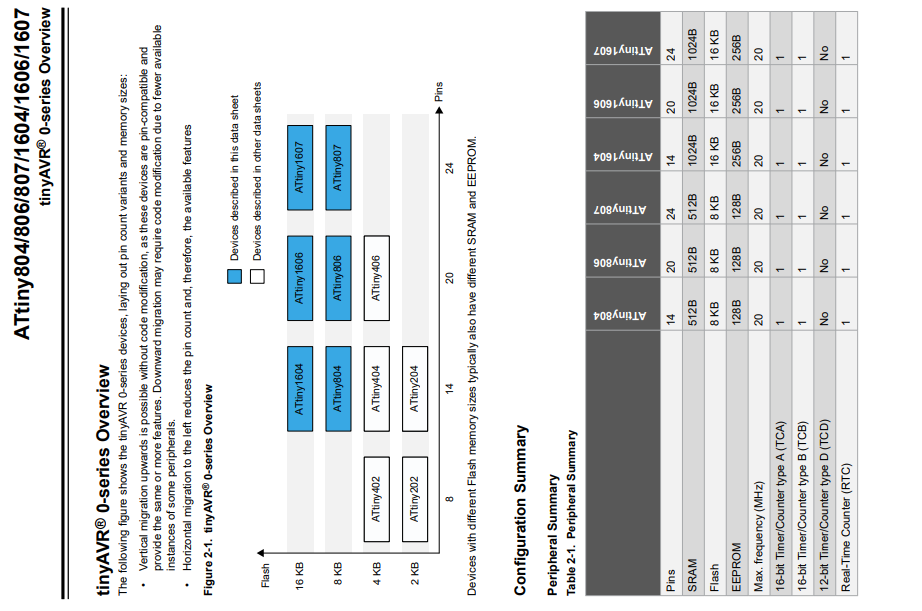 ATtiny804/806/807/1604/1606/1607
tinyAVR® 0-series Overview
tinyAVR® 0-series Overview
The following figure shows the tinyAVR 0-series devices, laying out pin count variants and memory sizes:
• Vertical migration upwards is possible without code modification, as these devices are pin-compatible and
provide the same or more features. Downward migration may require code modification due to fewer available
instances of some peripherals.
• Horizontal migration to the left reduces the pin count and, therefore, the available features
Figure 2-1. tinyAVR® 0-series Overview
Devices described in this data sheet
Devices described in other data sheets
Flash
16 KB ATtiny1604 ATtiny1606 ATtiny1607
8 KB ATtiny804 ATtiny806 ATtiny807
4 KB ATtiny402 ATtiny404 ATtiny406
2 KB ATtiny202 ATtiny204
8 14 20 24 Pins
Devices with different Flash memory sizes typically also have different SRAM and EEPROM.
Configuration Summary
Peripheral Summary
Table 2-1. Peripheral Summary
ATtiny804 ATtiny806 ATtiny807 ATtiny1604 ATtiny1606 ATtiny1607
Pins 14 20 24 14 20 24
SRAM 512B 512B 512B 1024B 1024B 1024B
Flash 8 KB 8 KB 8 KB 16 KB 16 KB 16 KB
EEPROM 128B 128B 128B 256B 256B 256B
Max. frequency (MHz) 20 20 20 20 20 20
16-bit Timer/Counter type A (TCA) 1 1 1 1 1 1
16-bit Timer/Counter type B (TCB) 1 1 1 1 1 1
12-bit Timer/Counter type D (TCD) No No No No No No
Real-Time Counter (RTC) 1 1 1 1 1 1